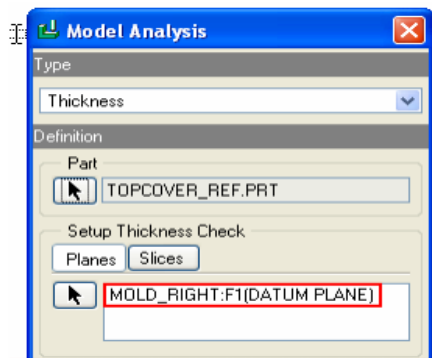 Model Analysis
Type
Thickness
Definition
Part
TOPCOVER_REF.PRT
Setup Thickness Check
Planes Slices
MOLD_RIGHT:F1(DATUM PLANE)